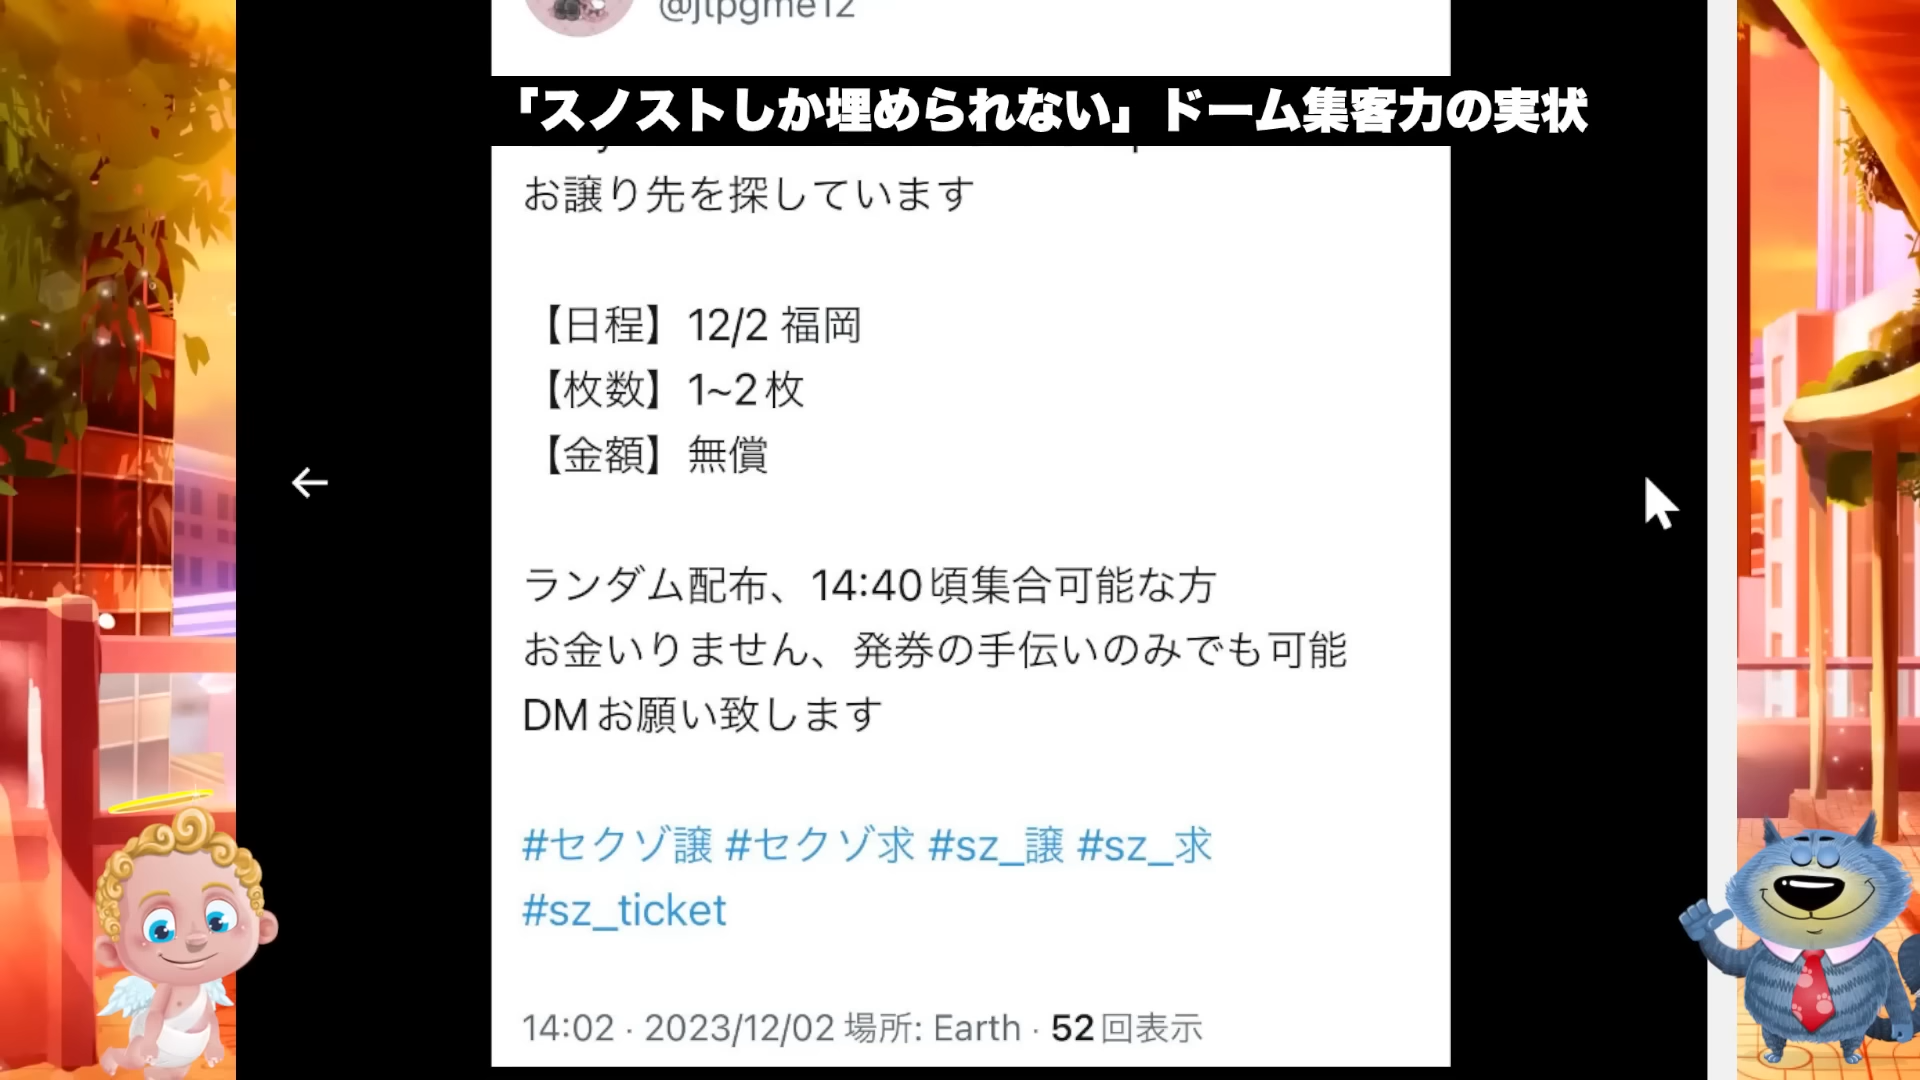 @jtpgme12
「スノストしか埋められない」ドーム集客力の実状
お譲り先を探しています
【日程】12/2 福岡
【枚数】1~2枚
【金額】無償
ランダム配布、14:40頃集合可能な方
お金いりません、発券の手伝いのみでも可能
DMお願い致します
#セクゾ譲 #セクゾ求 #sz_譲 #sz_求
#sz_ticket
14:02 · 2023/12/02 場所: Earth · 52回表示